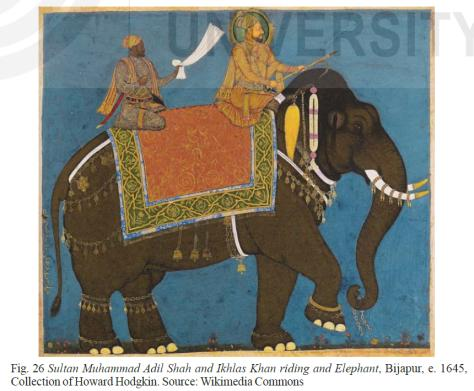 UNIVERSITY
Fig. 26 Sultan Muhammad Adil Shah and Ikhlas Khan riding and Elephant, Bijapur, e. 1645,
Collection of Howard Hodgkin. Source: Wikimedia Commons